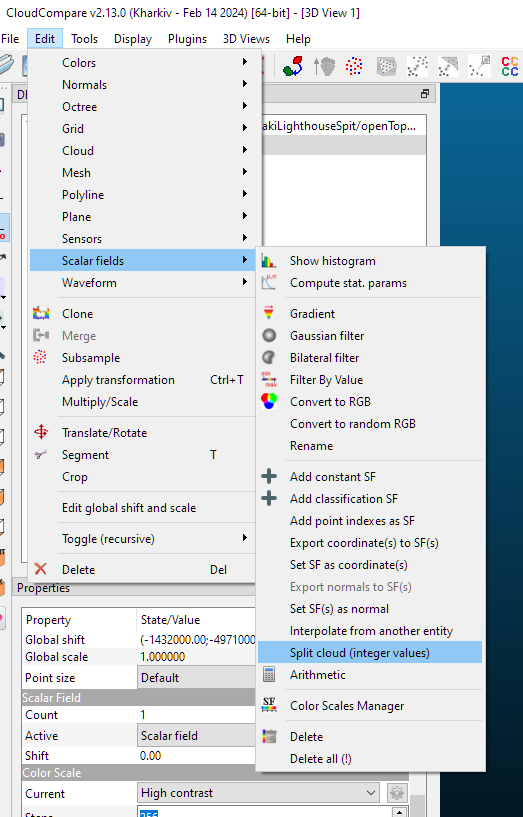 CloudCompare v2.13.0 (Kharkiv - Feb 14 2024) [64-bit] - [3D View 1]
File Edit Tools Display Plugins 3D Views Help
Colors
Normals
Octree
Grid
Cloud
akiLighthouseSpit/openTop...
Mesh
Polyline
Plane
Sensors
Scalar fields
Waveform
Clone
Merge
Subsample
Apply transformation Ctrl+T
Multiply/Scale
Translate/Rotate
Segment T
Crop
Edit global shift and scale
Toggle (recursive)
Delete Del
Show histogram
Compute stat. params
Gradient
Gaussian filter
Bilateral filter
Filter By Value
Convert to RGB
Convert to random RGB
Rename
Add constant SF
Add classification SF
Add point indexes as SF
Export coordinate(s) to SF(s)
Set SF as coordinate(s)
Export normals to SF(s)
Set SF(s) as normal
Interpolate from another entity
Split cloud (integer values)
Arithmetic
SF
Color Scales Manager
Delete
Delete all (!)
Properties
Property State/Value
Global shift (-1432000.00;-4971000
Global scale 1.000000
Point size Default
Scalar Field
Count 1
Active Scalar field
Shift 0.00
Color Scale
Current High contrast
Steps 256